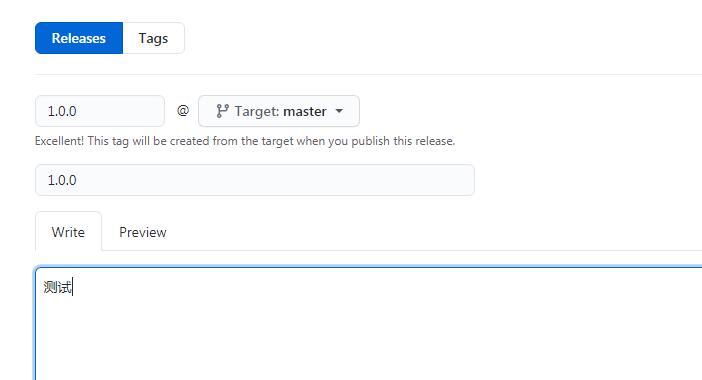 Releases Tags
1.0.0 @ Target: master
Excellent! This tag will be created from the target when you publish this release.
1.0.0
Write Preview
测试